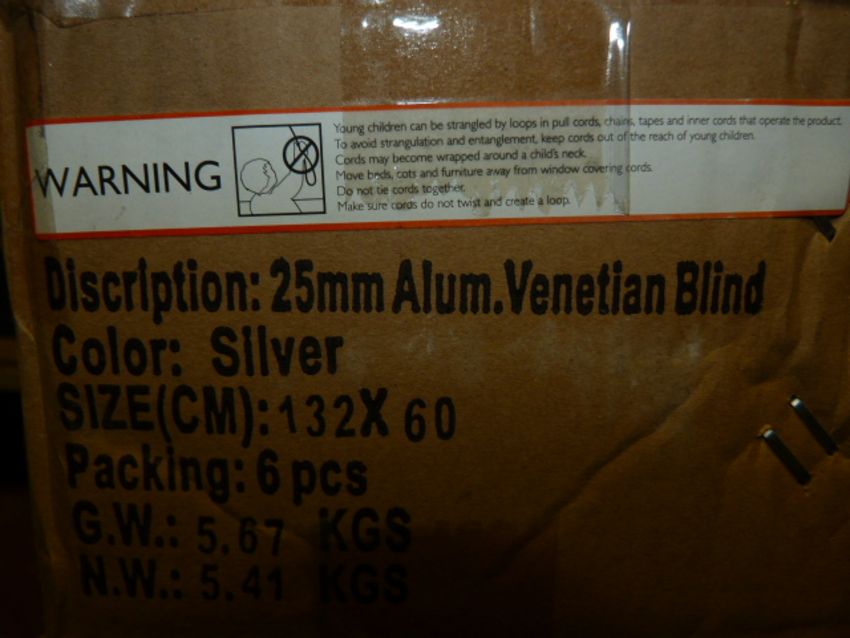 WARNING
Young children can be strangled by loops in pull cords, chains, tapes and inner cords that operate the product.
To avoid strangulation and entanglement, keep cords out of the reach of young children.
Cords may become wrapped around a child's neck.
Move beds, cots and furniture away from window covering cords.
Do not tie cords together.
Make sure cords do not twist and create a loop.
Discription: 25mm Alum.Venetian Blind
Color: Silver
SIZE(CM): 132X 60
Packing: 6 pcs
G.W.: 5.67 KGS
N.W.: 5.41 KGS